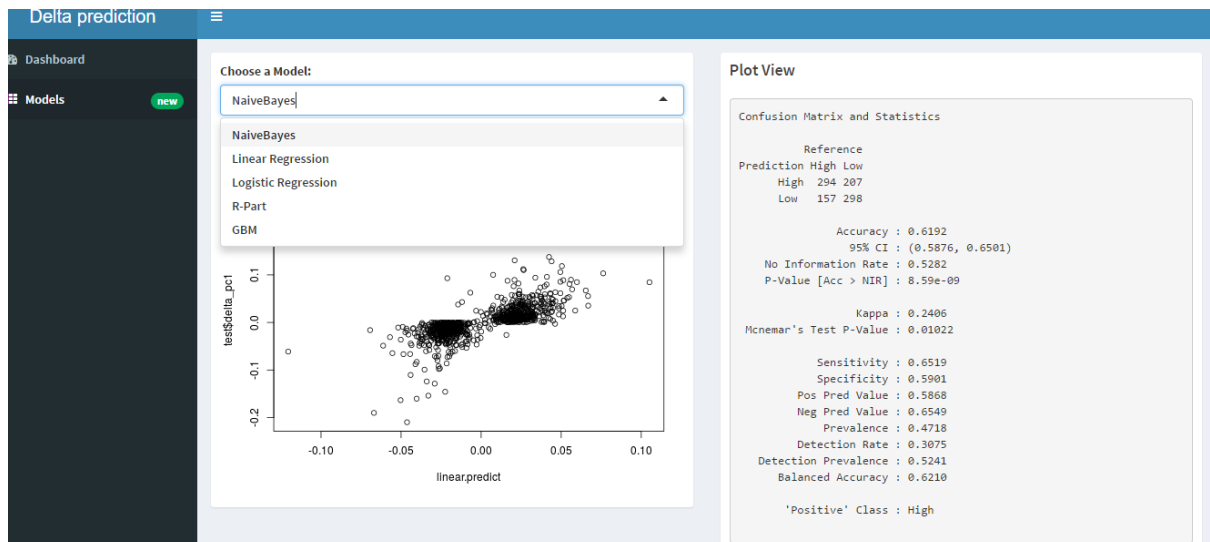 Delta prediction
Dashboard
Models new
Choose a Model:
NaiveBayes
NaiveBayes
Linear Regression
Logistic Regression
R-Part
GBM
test$delta_pc1
0.1
0.0
-0.1
-0.2
-0.10 -0.05 0.00 0.05 0.10
linear.predict
Plot View
Confusion Matrix and Statistics
Reference
Prediction High Low
High 294 207
Low 157 298
Accuracy : 0.6192
95% CI : (0.5876, 0.6501)
No Information Rate : 0.5282
P-Value [Acc > NIR] : 8.59e-09
Kappa : 0.2406
Mcnemar's Test P-Value : 0.01022
Sensitivity : 0.6519
Specificity : 0.5901
Pos Pred Value : 0.5868
Neg Pred Value : 0.6549
Prevalence : 0.4718
Detection Rate : 0.3075
Detection Prevalence : 0.5241
Balanced Accuracy : 0.6210
'Positive' Class : High